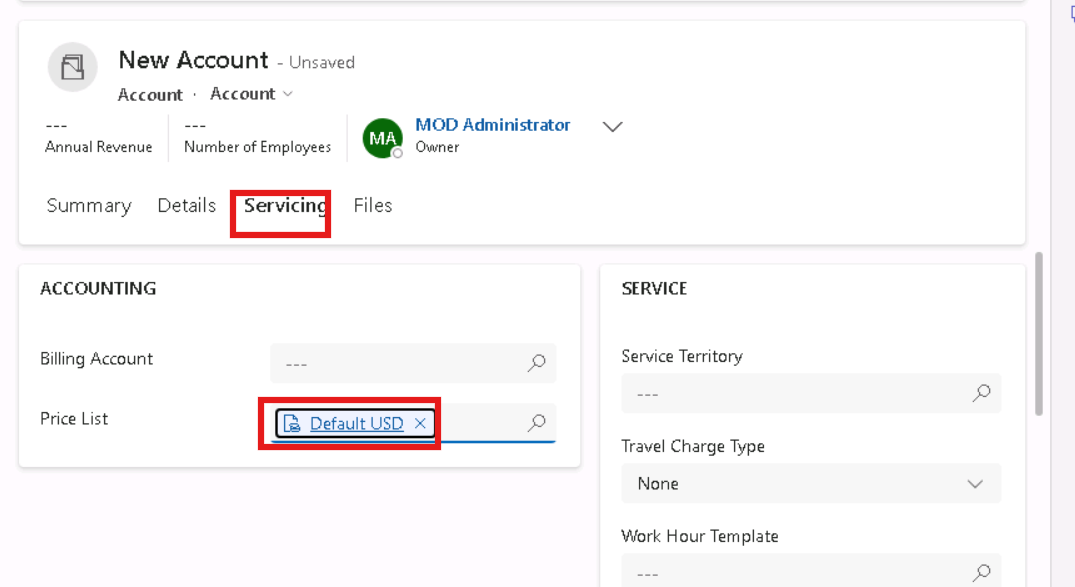 New Account - Unsaved
Account · Account
---
Annual Revenue
---
Number of Employees
MA
MOD Administrator
Owner
Summary Details Servicing Files
ACCOUNTING
Billing Account
---
Price List
Default USD
SERVICE
Service Territory
---
Travel Charge Type
None
Work Hour Template
---